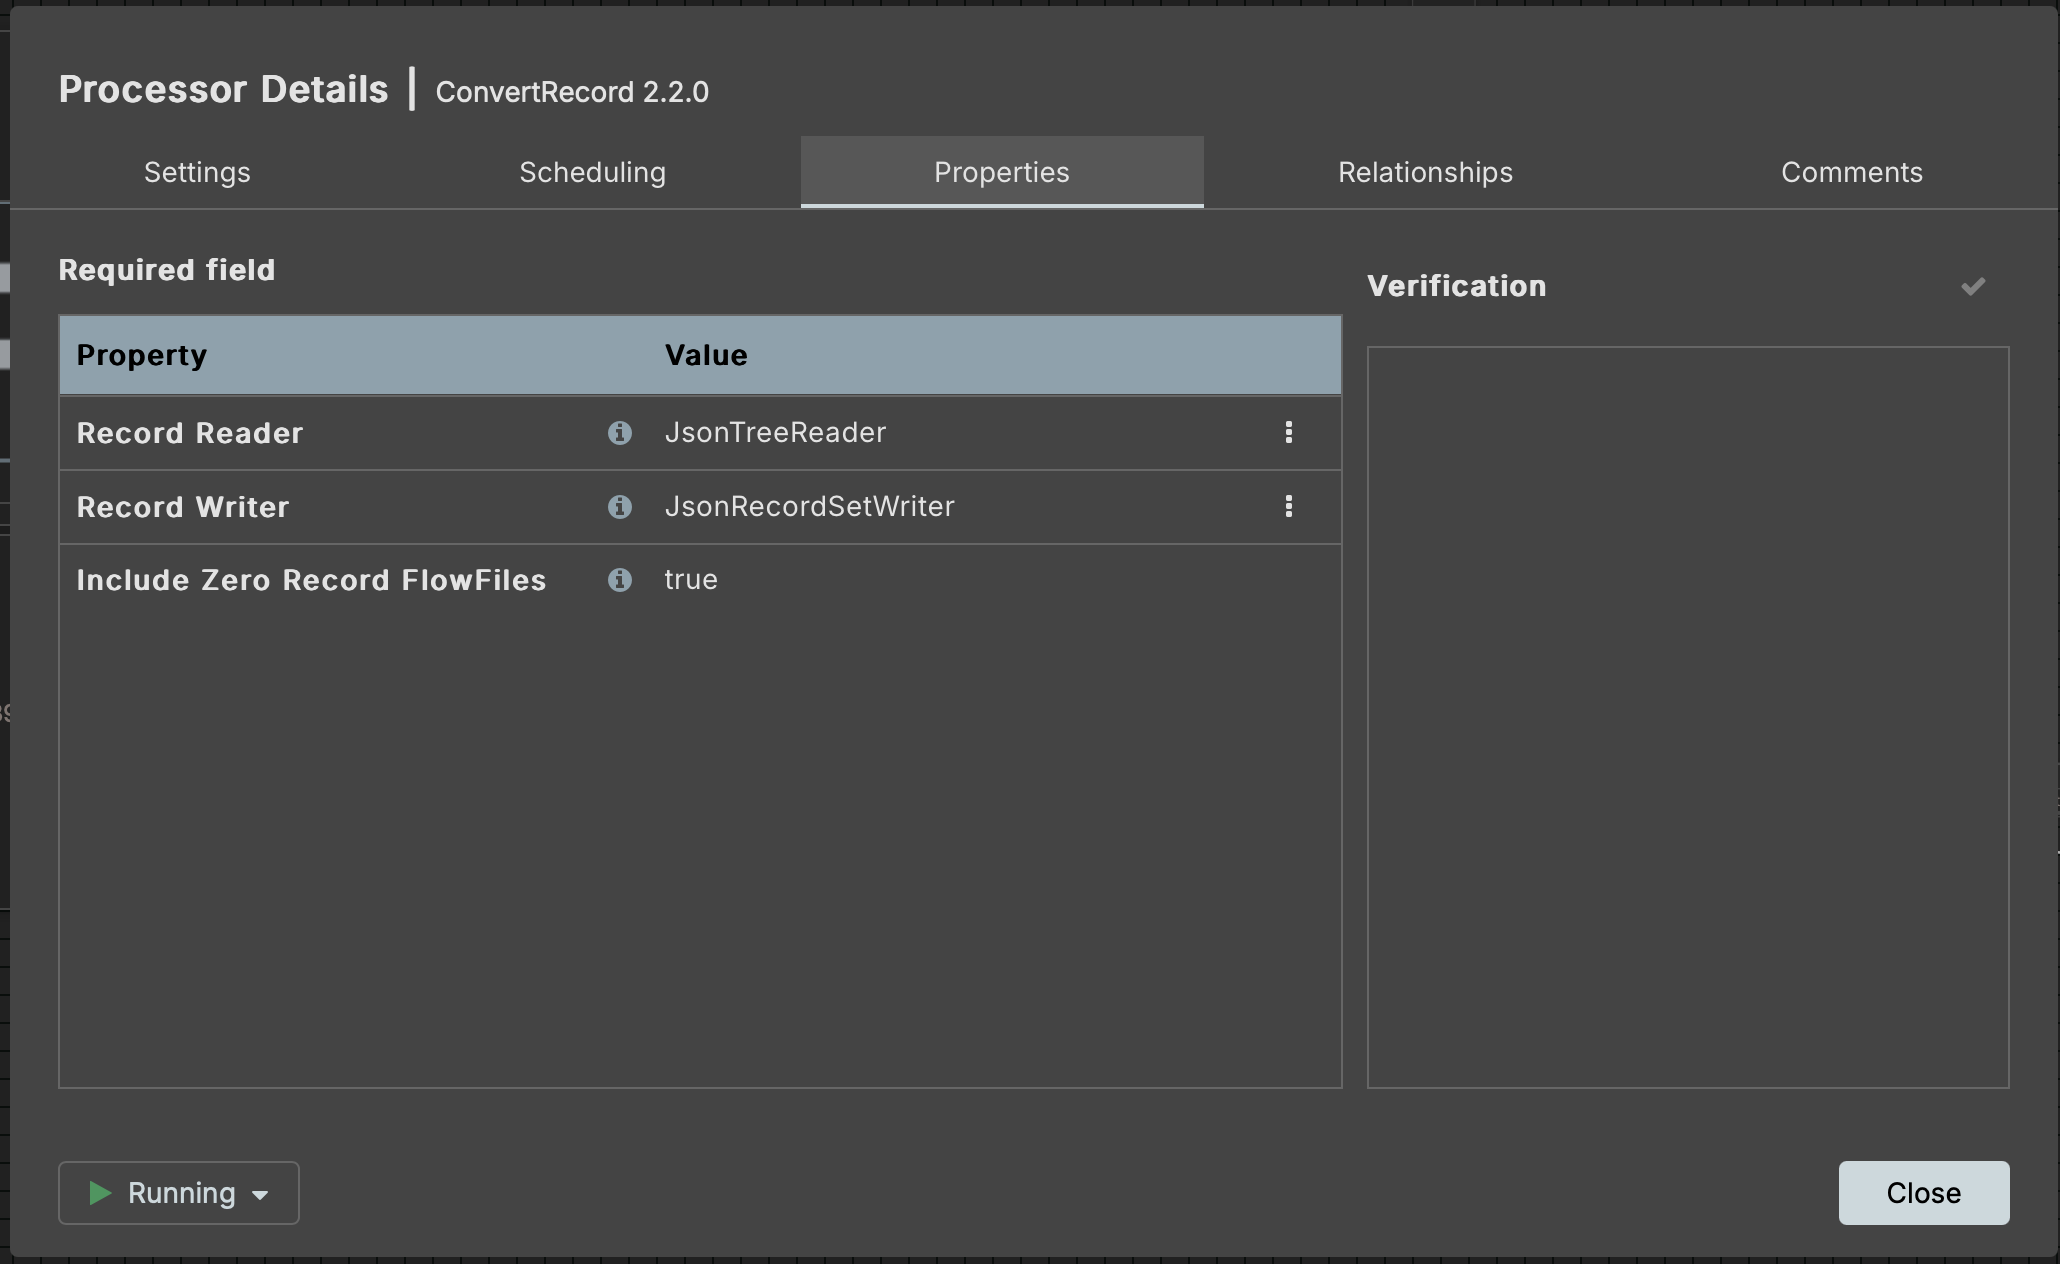 Processor Details | ConvertRecord 2.2.0
Settings Scheduling Properties Relationships Comments
Required field
Verification
Property Value
Record Reader JsonTreeReader
Record Writer JsonRecordSetWriter
Include Zero Record FlowFiles true
Running
Close